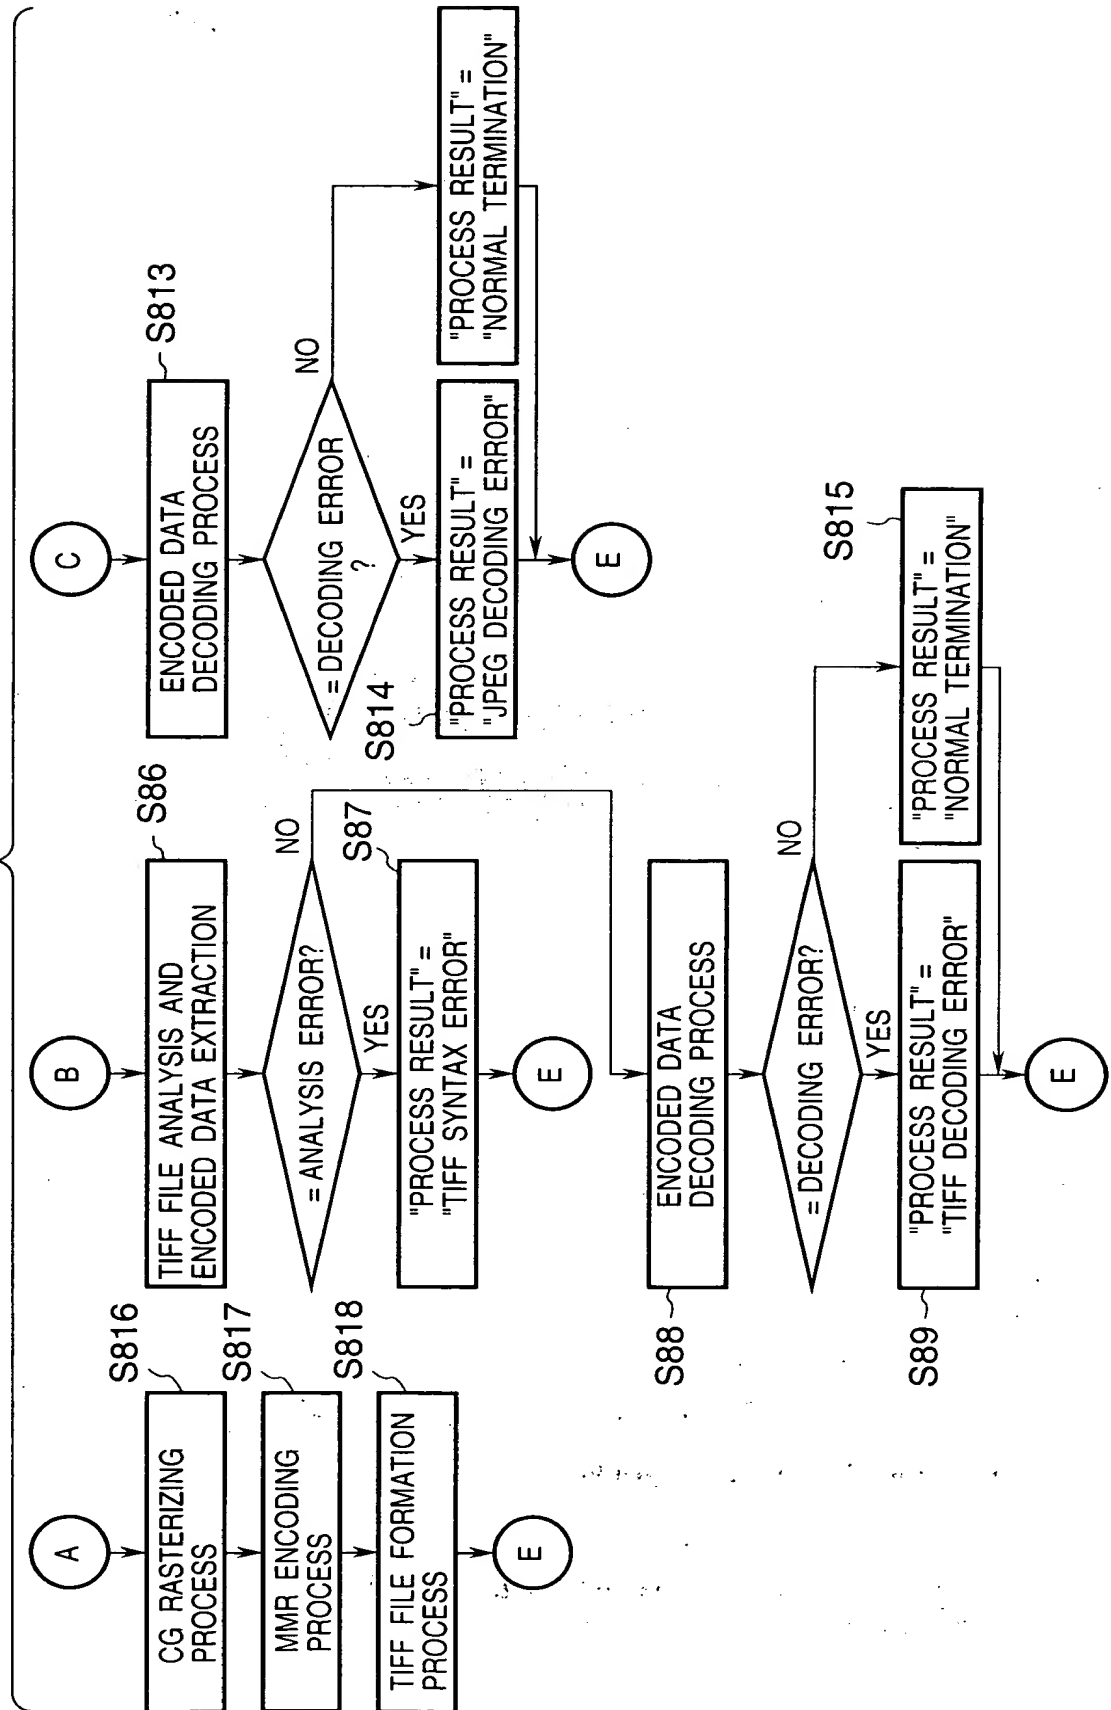 A
S816
CG RASTERIZING
PROCESS
S817
MMR ENCODING
PROCESS
S818
TIFF FILE FORMATION
PROCESS
E
B
S86
TIFF FILE ANALYSIS AND
ENCODED DATA EXTRACTION
= ANALYSIS ERROR?
NO
YES
S87
"PROCESS RESULT" =
"TIFF SYNTAX ERROR"
E
S88
ENCODED DATA
DECODING PROCESS
= DECODING ERROR?
NO
YES
S89
"PROCESS RESULT" =
"TIFF DECODING ERROR"
S815
"PROCESS RESULT" =
"NORMAL TERMINATION"
E
C
S813
ENCODED DATA
DECODING PROCESS
= DECODING ERROR
?
NO
YES
S814
"PROCESS RESULT" =
"JPEG DECODING ERROR"
"PROCESS RESULT" =
"NORMAL TERMINATION"
E